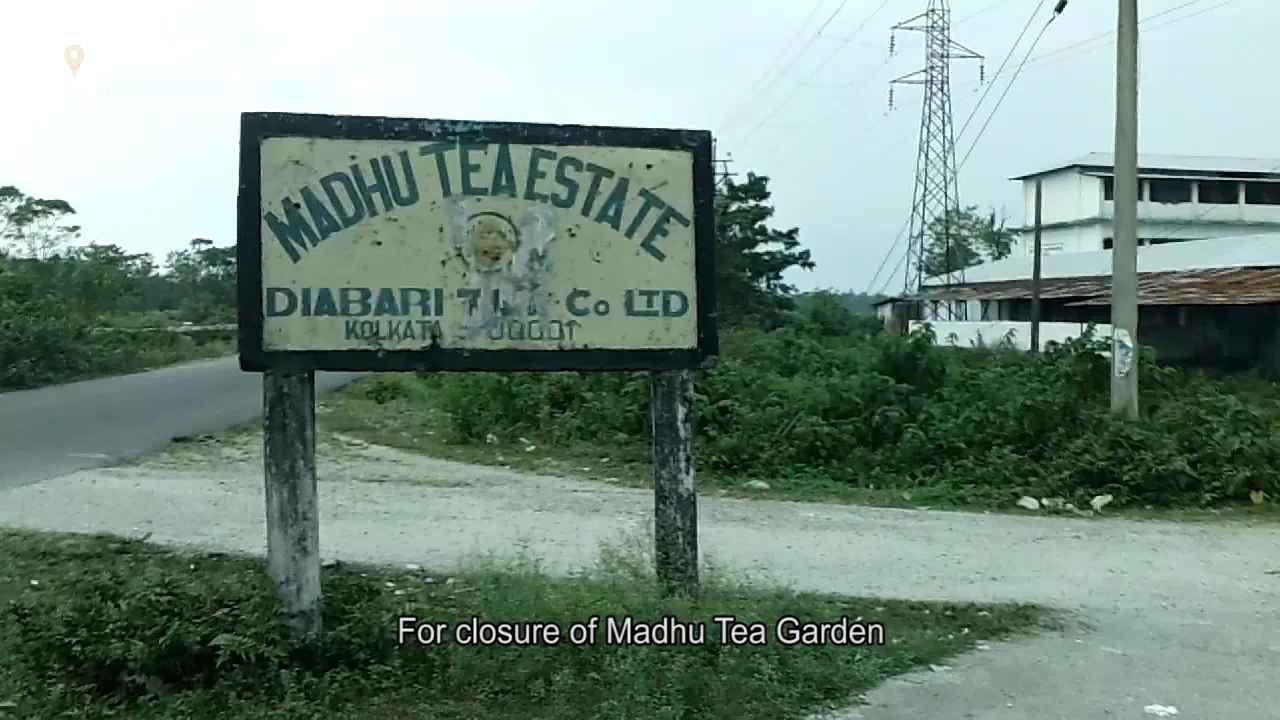 MADHU TEA ESTATE
DIABARI Co LTD
KOLKATA
For closure of Madhu Tea Garden